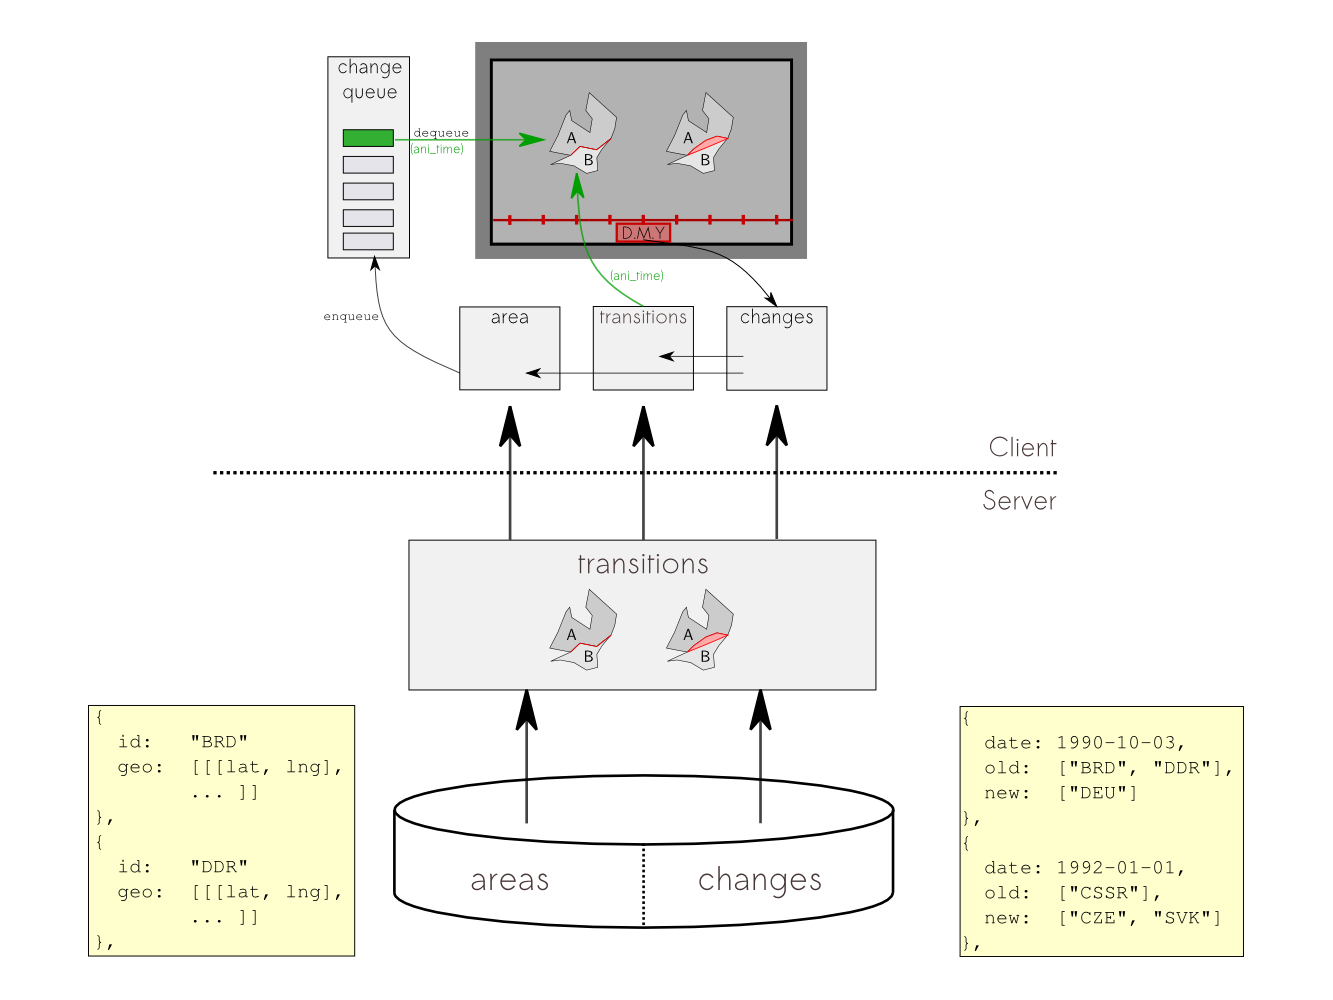 change
queue
dequeue
(ani_time)
A
B
A
B
D.M.Y
(ani_time)
enqueue
area
transitions
changes
Client
Server
transitions
A
B
A
B
{
id: "BRD"
geo: [[[lat, lng],
... ]]
},
{
id: "DDR"
geo: [[[lat, lng],
... ]]
},
areas
changes
{
date: 1990-10-03,
old: ["BRD", "DDR"],
new: ["DEU"]
},
{
date: 1992-01-01,
old: ["CSSR"],
new: ["CZE", "SVK"]
},